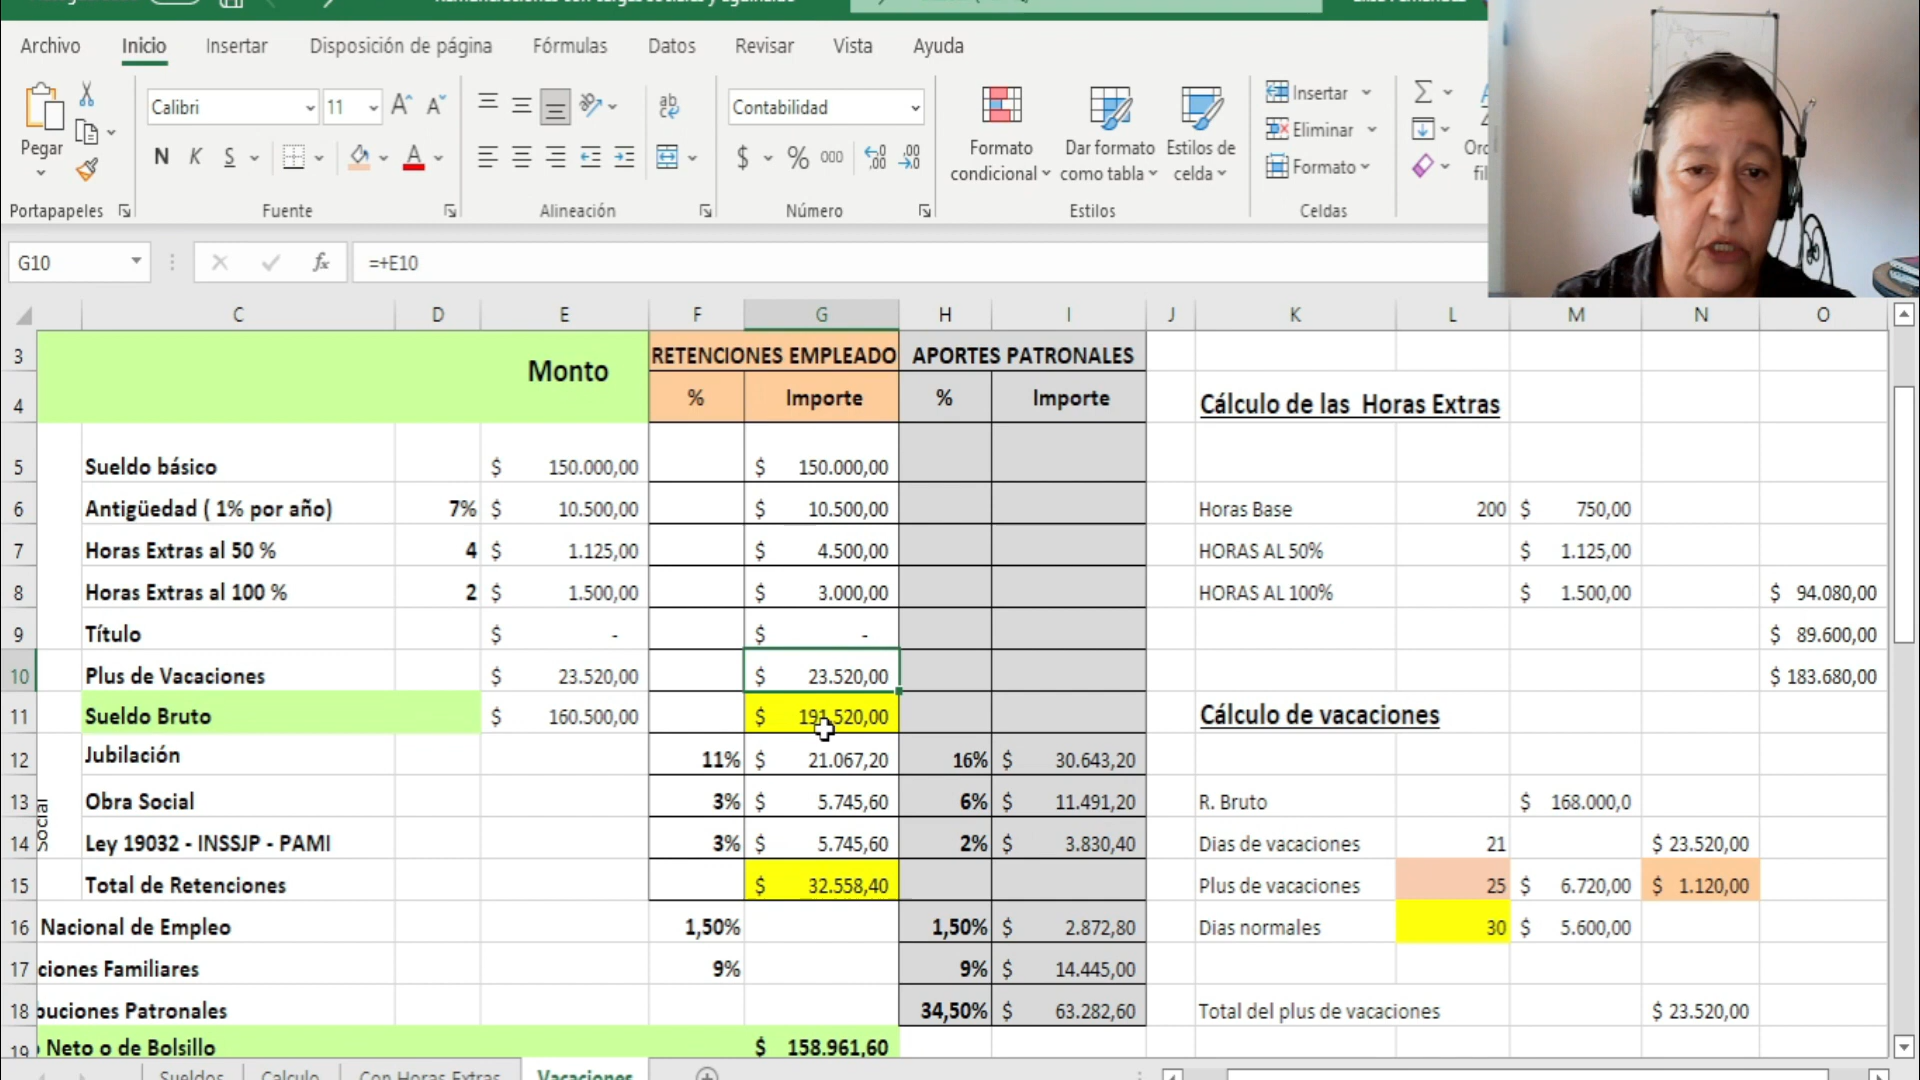 Archivo Inicio Insertar Disposición de página Fórmulas Datos Revisar Vista Ayuda
Calibri 11 Contabilidad Insertar
Pegar N K S $ % 000 Formato condicional Dar formato como tabla Estilos de celda Eliminar
Formato
Portapapeles Fuente Alineación Número Estilos Celdas
G10 fx =+E10
C D E F G H I J K L M N O
3 Monto RETENCIONES EMPLEADO APORTES PATRONALES
4 % Importe % Importe Cálculo de las Horas Extras
5 Sueldo básico $ 150.000,00 $ 150.000,00
6 Antigüedad ( 1% por año) 7% $ 10.500,00 $ 10.500,00 Horas Base 200 $ 750,00
7 Horas Extras al 50 % 4 $ 1.125,00 $ 4.500,00 HORAS AL 50% $ 1.125,00
8 Horas Extras al 100 % 2 $ 1.500,00 $ 3.000,00 HORAS AL 100% $ 1.500,00 $ 94.080,00
9 Título $ - $ - $ 89.600,00
10 Plus de Vacaciones $ 23.520,00 $ 23.520,00 $ 183.680,00
11 Sueldo Bruto $ 160.500,00 $ 191.520,00 Cálculo de vacaciones
12 Jubilación 11% $ 21.067,20 16% $ 30.643,20
13 Obra Social 3% $ 5.745,60 6% $ 11.491,20 R. Bruto $ 168.000,0
Social
14 Ley 19032 - INSSJP - PAMI 3% $ 5.745,60 2% $ 3.830,40 Dias de vacaciones 21 $ 23.520,00
15 Total de Retenciones $ 32.558,40 Plus de vacaciones 25 $ 6.720,00 $ 1.120,00
16 Nacional de Empleo 1,50% 1,50% $ 2.872,80 Dias normales 30 $ 5.600,00
17 ciones Familiares 9% 9% $ 14.445,00
18 buciones Patronales 34,50% $ 63.282,60 Total del plus de vacaciones $ 23.520,00
19 Neto o de Bolsillo $ 158.961,60
Sueldos Calculo Con Horas Extras Vacaciones